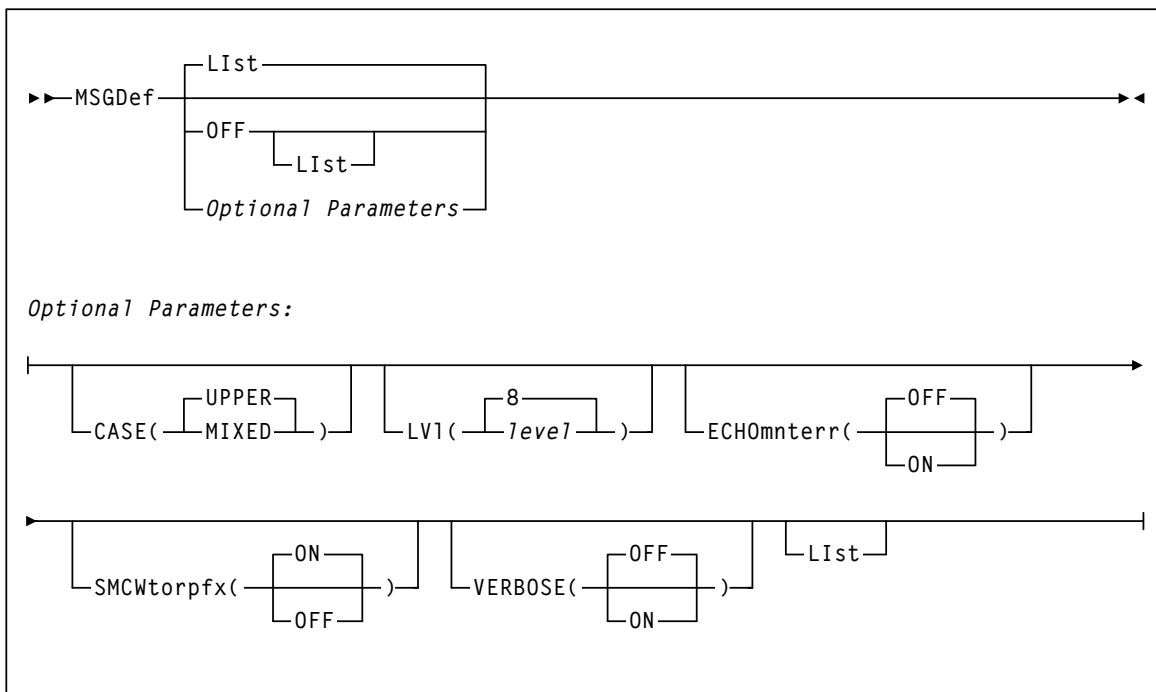 LIst
MSGDef
OFF
LIst
Optional Parameters
Optional Parameters:
UPPER
CASE( MIXED )
8
LVl( level )
OFF
ECHOmnterr( )
ON
ON
SMCWtorpfx( )
OFF
OFF
VERBOSE( )
ON
LIst